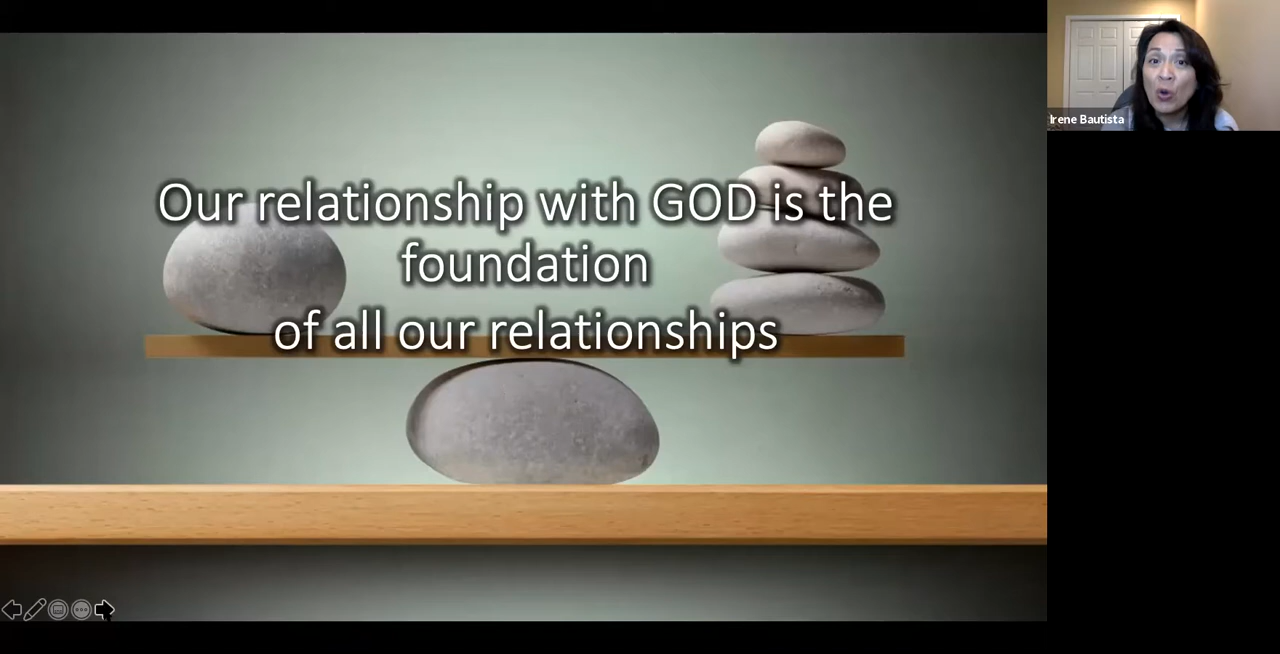 Our relationship with GOD is the
foundation
of all our relationships
Irene Bautista